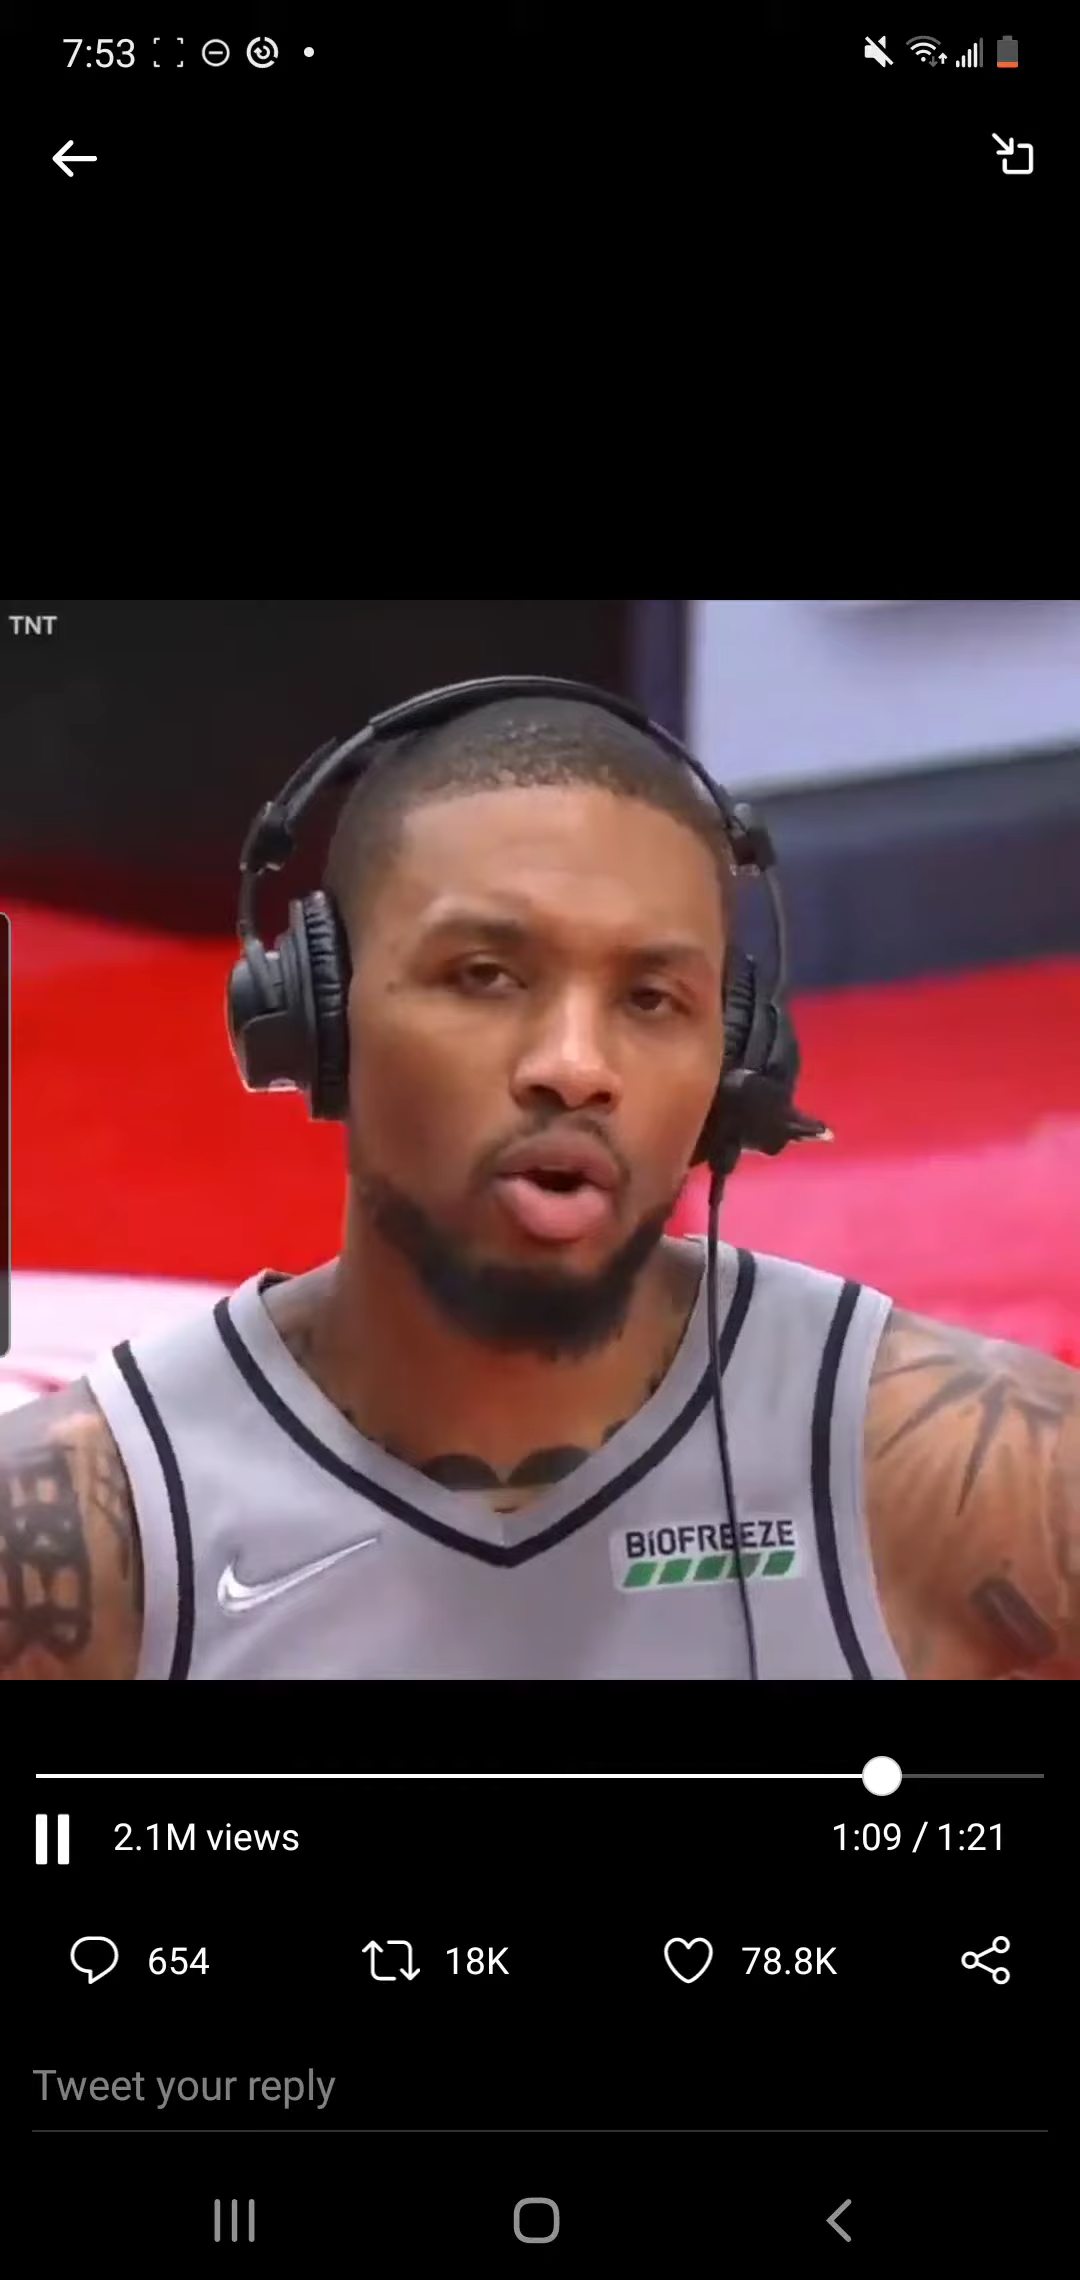 7:53
TNT
BIOFREEZE
2.1M views
1:09 / 1:21
654
18K
78.8K
Tweet your reply